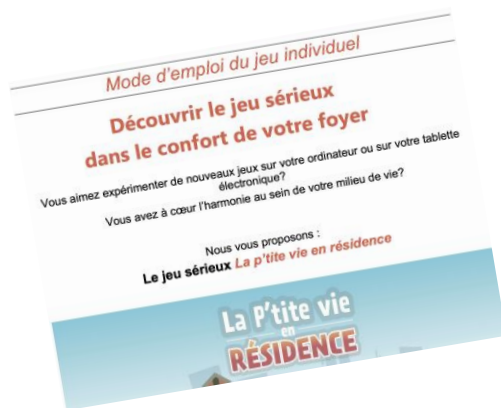 Mode d'emploi du jeu individuel
Découvrir le jeu sérieux
dans le confort de votre foyer
Vous aimez expérimenter de nouveaux jeux sur votre ordinateur ou sur votre tablette
électronique?
Vous avez à cœur l'harmonie au sein de votre milieu de vie?
Nous vous proposons :
Le jeu sérieux La p'tite vie en résidence
La P'tite vie
en
RÉSIDENCE